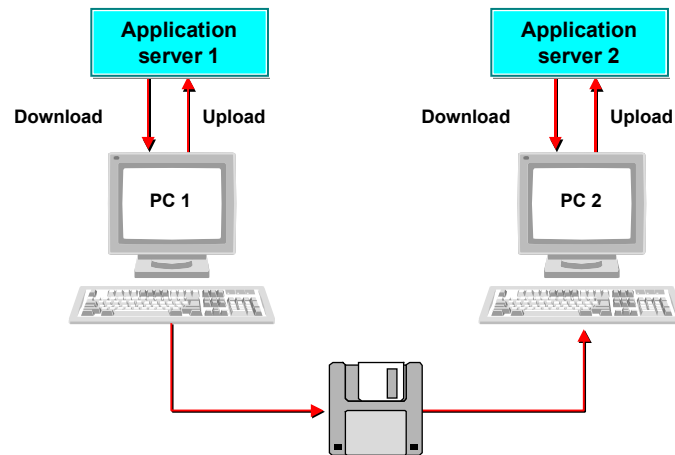 Application
server 1
Application
server 2
Download
Upload
Download
Upload
PC 1
PC 2